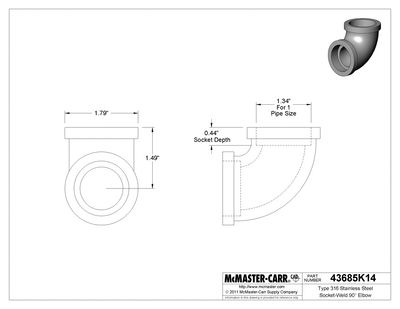 1.79"
1.49"
0.44"
Socket Depth
1.34"
For 1
Pipe Size
McMASTER-CARR CAD
http://www.mcmaster.com
© 2011 McMaster-Carr Supply Company
Information in this drawing is provided for reference only.
PART
NUMBER
43685K14
Type 316 Stainless Steel
Socket-Weld 90° Elbow